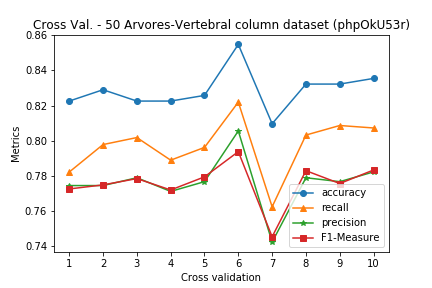 Cross Val. - 50 Arvores-Vertebral column dataset (phpOkU53r)
0.86
0.84
0.82
0.80
0.78
0.76
0.74
Metrics
1 2 3 4 5 6 7 8 9 10
Cross validation
accuracy
recall
precision
F1-Measure